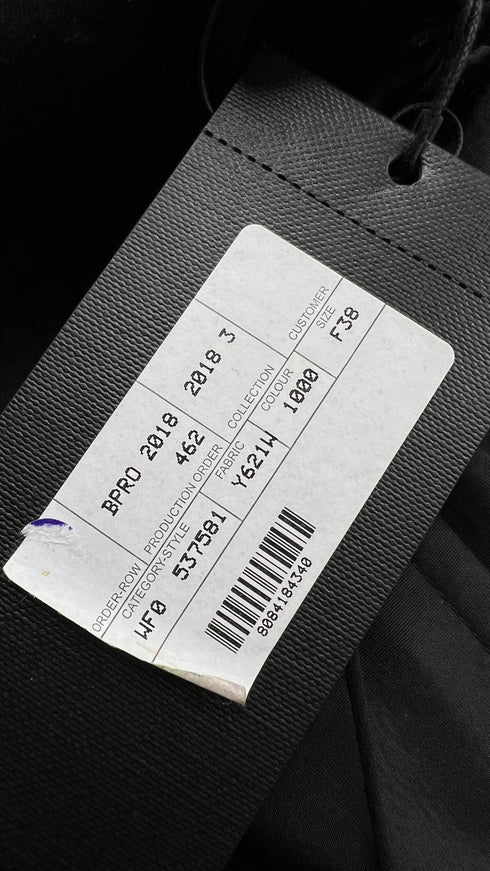 ORDER-ROW PRODUCTION ORDER COLLECTION CUSTOMER
BPRO 2018 462 2018 3
CATEGORY-STYLE FABRIC COLOUR SIZE
WF0 537581 Y621W 1000 F38
8084184340